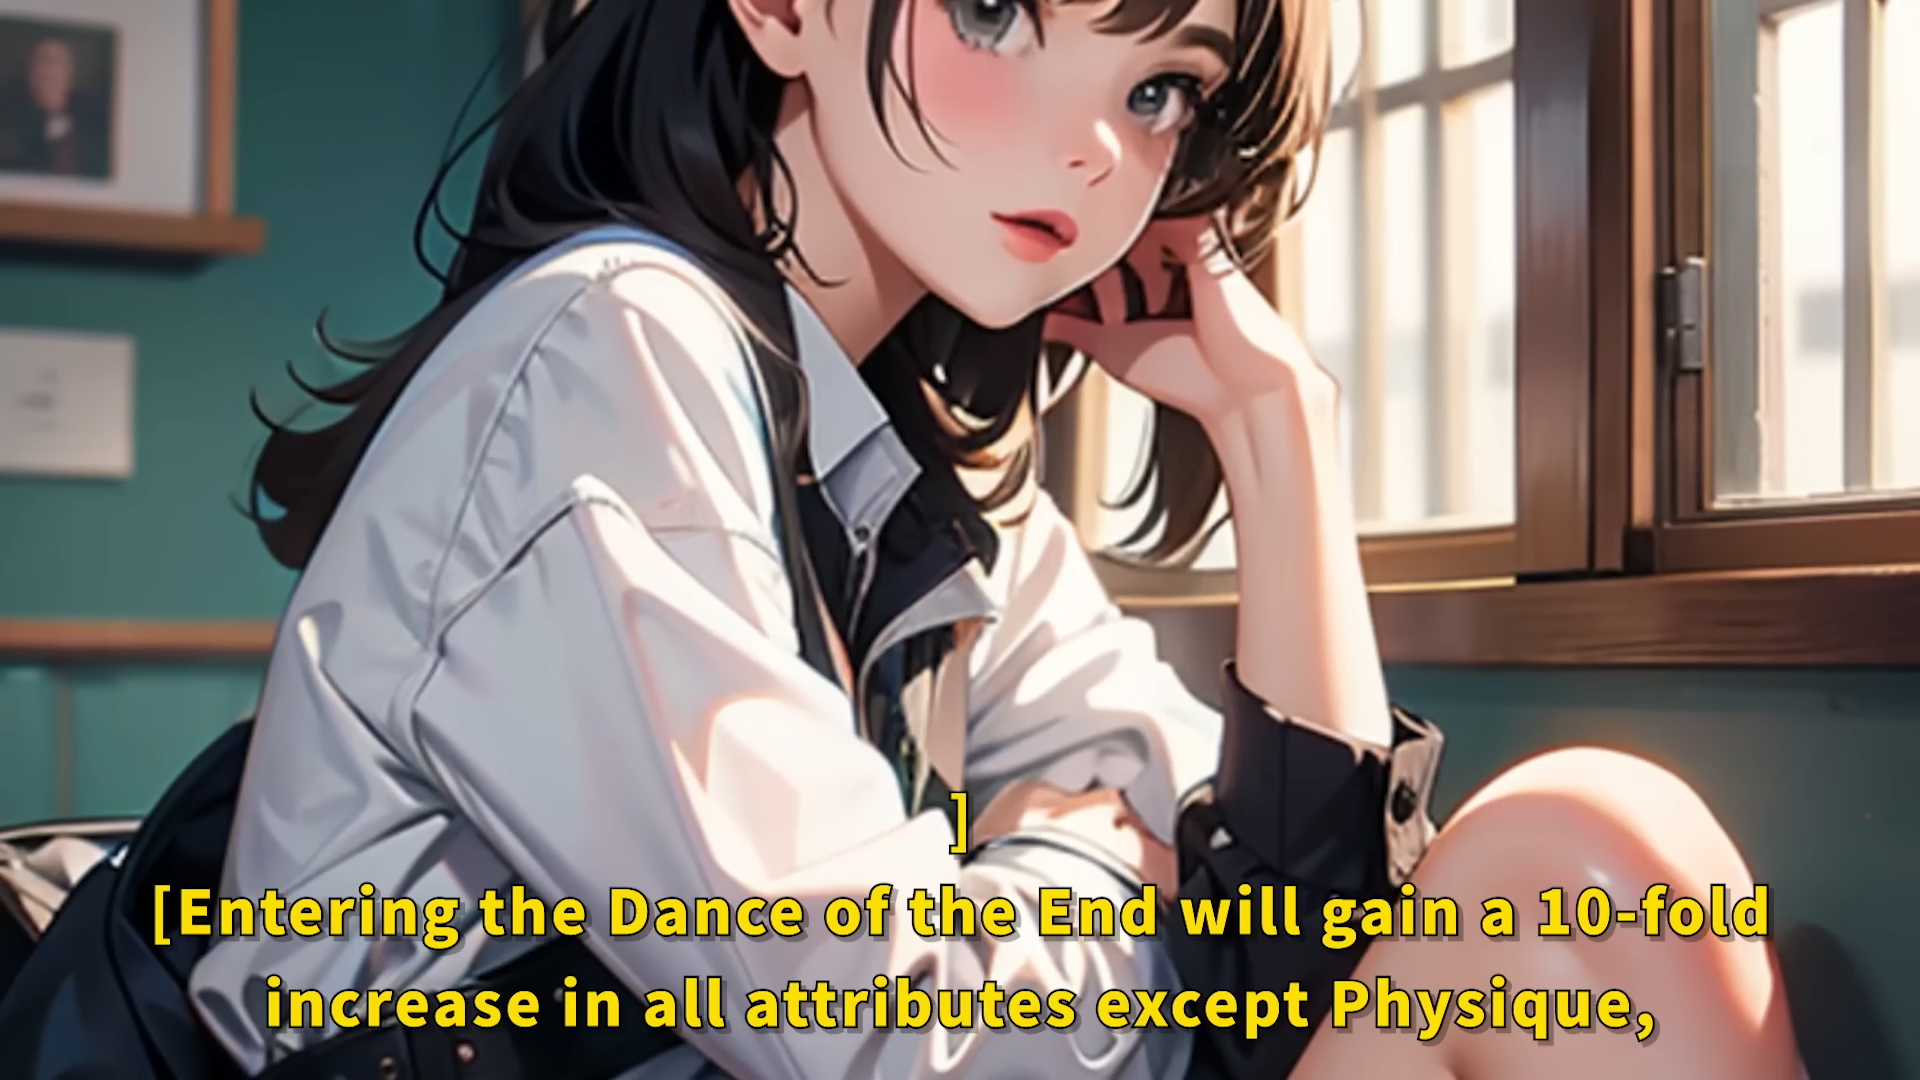 ]
[Entering the Dance of the End will gain a 10-fold
increase in all attributes except Physique,